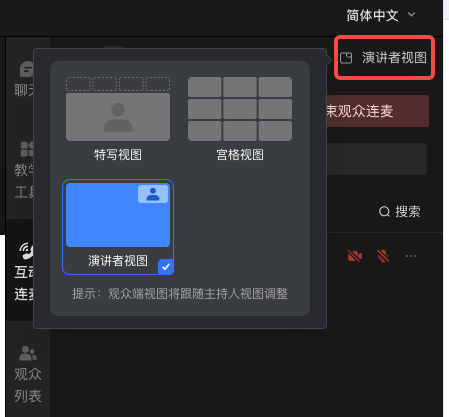 简体中文
演讲者视图
聊
束观众连麦
特写视图
宫格视图
教
工
搜索
演讲者视图
互动
连麦
提示：观众端视图将跟随主持人视图调整
观众
列表